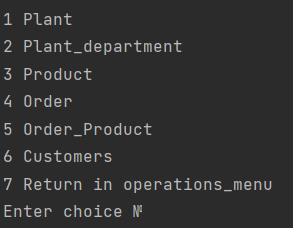 1 Plant
2 Plant_department
3 Product
4 Order
5 Order_Product
6 Customers
7 Return in operations_menu
Enter choice №